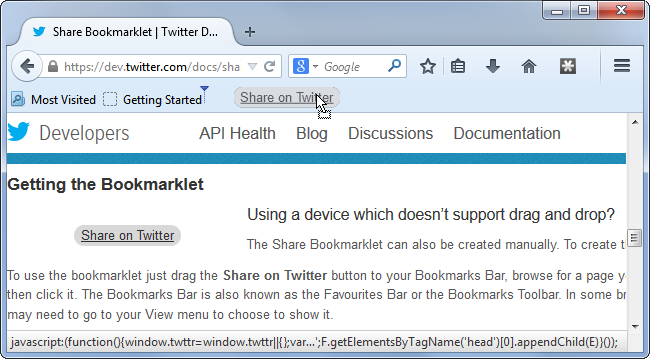 Share Bookmarklet | Twitter D...
https://dev.twitter.com/docs/sha
Google
Most Visited
Getting Started
Share on Twitter
Developers
API Health
Blog
Discussions
Documentation
Getting the Bookmarklet
Share on Twitter
Using a device which doesn't support drag and drop?
The Share Bookmarklet can also be created manually. To create t
To use the bookmarklet just drag the Share on Twitter button to your Bookmarks Bar, browse for a page yo
then click it. The Bookmarks Bar is also known as the Favourites Bar or the Bookmarks Toolbar. In some br
may need to go to your View menu to choose to show it.
javascript:(function(){window.twttr=window.twttr||{};var...';F.getElementsByTagName('head')[0].appendChild(E)}());